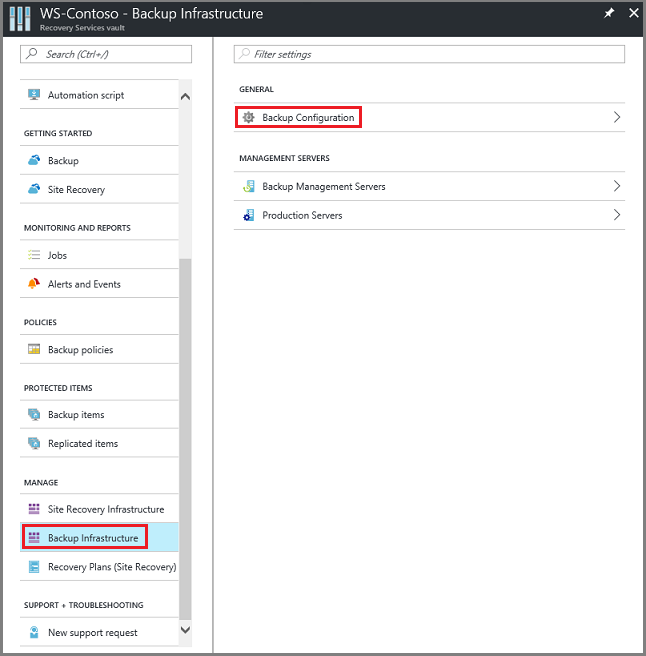 WS-Contoso - Backup Infrastructure
Recovery Services vault
Search (Ctrl+/)
Automation script
GETTING STARTED
Backup
Site Recovery
MONITORING AND REPORTS
Jobs
Alerts and Events
POLICIES
Backup policies
PROTECTED ITEMS
Backup items
Replicated items
MANAGE
Site Recovery Infrastructure
Backup Infrastructure
Recovery Plans (Site Recovery)
SUPPORT + TROUBLESHOOTING
New support request
Filter settings
GENERAL
Backup Configuration
MANAGEMENT SERVERS
Backup Management Servers
Production Servers